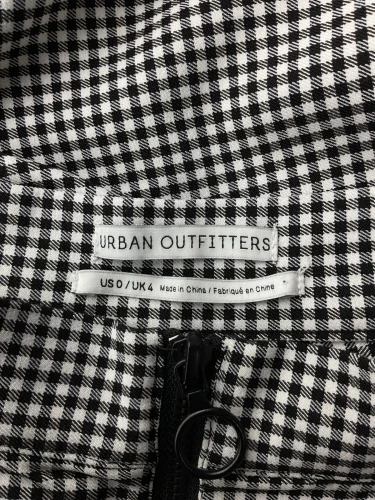 URBAN OUTFITTERS
US 0 / UK 4 Made in China / Fabriqué en Chine